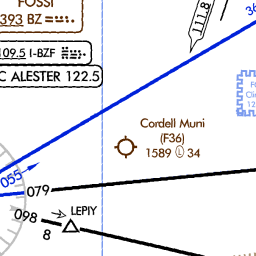 FOSSI
393 BZ
109.5 I-BZF
C ALESTER 122.5
111.8
36
Cordell Muni
(F36)
1589 Ⓛ 34
055
079
098
8
LEPIY